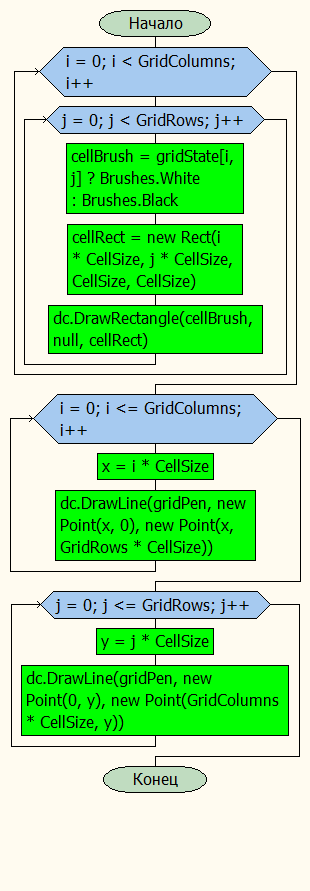 Начало
i = 0; i < GridColumns;
i++
j = 0; j < GridRows; j++
cellBrush = gridState[i,
j] ? Brushes.White
: Brushes.Black
cellRect = new Rect(i
* CellSize, j * CellSize,
CellSize, CellSize)
dc.DrawRectangle(cellBrush,
null, cellRect)
i = 0; i <= GridColumns;
i++
x = i * CellSize
dc.DrawLine(gridPen, new
Point(x, 0), new Point(x,
GridRows * CellSize))
j = 0; j <= GridRows; j++
y = j * CellSize
dc.DrawLine(gridPen, new
Point(0, y), new Point(GridColumns
* CellSize, y))
Конец